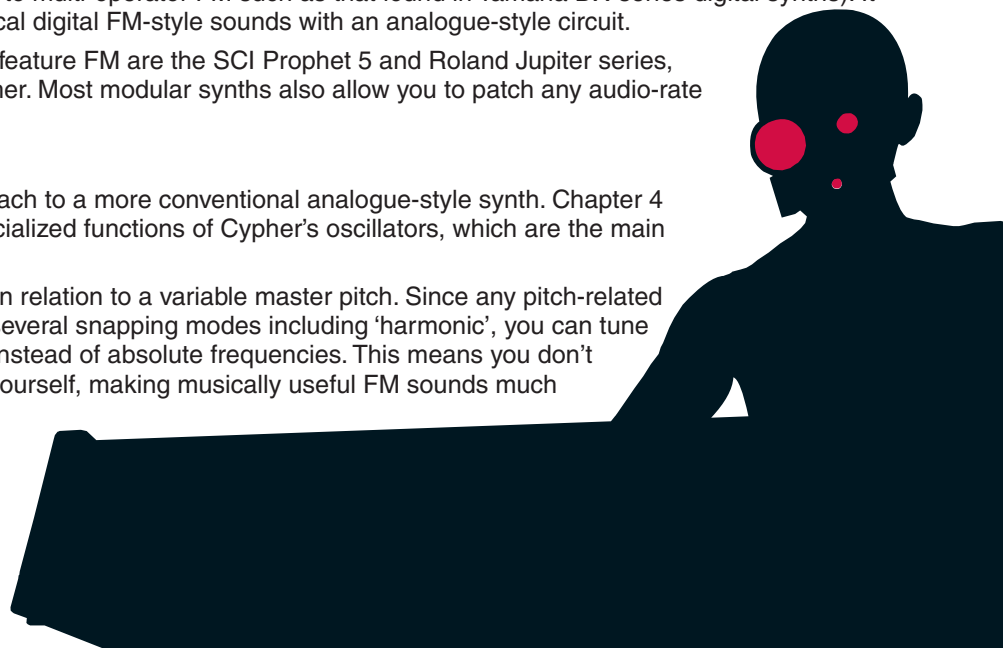 to multi-operator FM such as that found in Yamaha DX-series digital synths). It
cal digital FM-style sounds with an analogue-style circuit.
feature FM are the SCI Prophet 5 and Roland Jupiter series,
ner. Most modular synths also allow you to patch any audio-rate
ach to a more conventional analogue-style synth. Chapter 4
cialized functions of Cypher’s oscillators, which are the main
n relation to a variable master pitch. Since any pitch-related
several snapping modes including ‘harmonic’, you can tune
nstead of absolute frequencies. This means you don’t
ourself, making musically useful FM sounds much